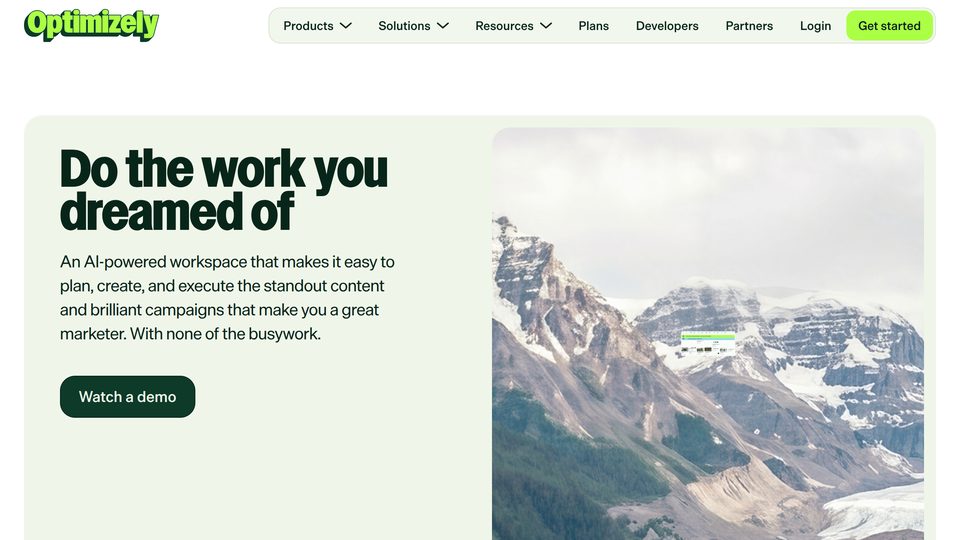 Optimizely
Products
Solutions
Resources
Plans
Developers
Partners
Login
Get started
Do the work you
dreamed of
An AI-powered workspace that makes it easy to
plan, create, and execute the standout content
and brilliant campaigns that make you a great
marketer. With none of the busywork.
Watch a demo